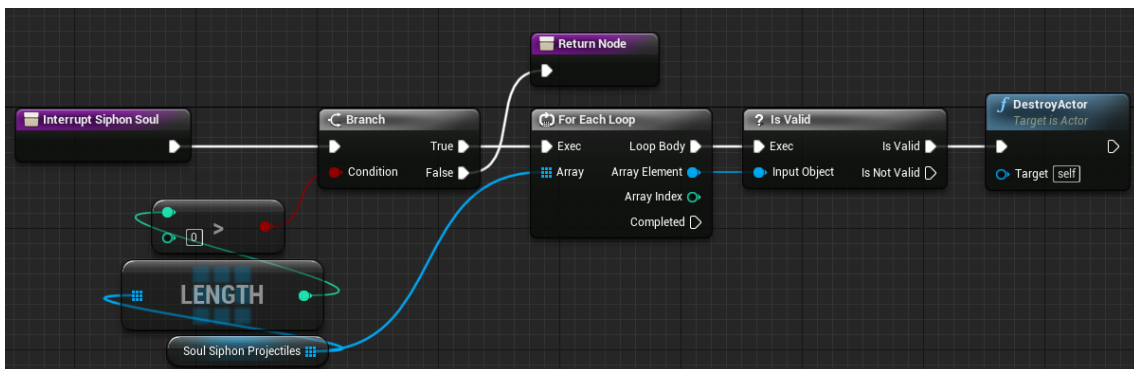 Return Node
Interrupt Siphon Soul
Branch
True
Condition
False
For Each Loop
Exec
Loop Body
Array
Array Element
Array Index
Completed
? Is Valid
Exec
Is Valid
Input Object
Is Not Valid
f DestroyActor
Target is Actor
Target self
0 >
LENGTH
Soul Siphon Projectiles